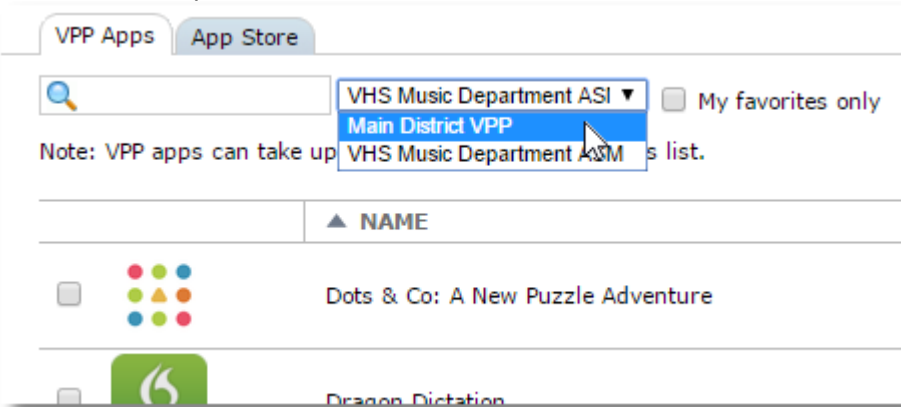 VPP Apps App Store
VHS Music Department ASI My favorites only
Main District VPP
Note: VPP apps can take up VHS Music Department ASM s list.
NAME
Dots & Co: A New Puzzle Adventure
Dragon Dictation